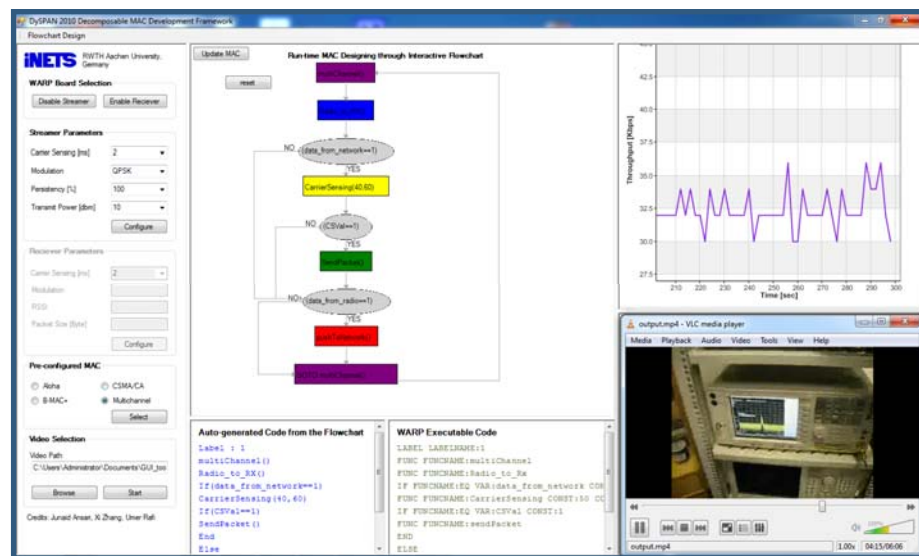 DySPAN 2010 Decomposable MAC Development Framework
Flowchart Design
iNETS
RWTH Aachen University,
Germany
WARP Board Selection
Disable Streamer
Enable Reciever
Streamer Parameters
Carrier Sensing [ms]
2
Modulation
QPSK
Persistency [%]
100
Transmit Power [dbm]
10
Configure
Reciever Parameters
Carrier Sensing [ms]
2
Modulation
RSSI
Packet Size [Byte]
Configure
Pre-configured MAC
Aloha
CSMA/CA
B-MAC+
Multichannel
Select
Video Selection
Video Path
C:\Users\Administrator\Documents\GUI_too
Browse
Start
Credits: Junaid Ansari, Xi Zhang, Umer Rafi
Update MAC
Run-time MAC Designing through Interactive Flowchart
reset
multiChannel()
NO
(data_from_network==1)
YES
CarrierSensing(40,60)
NO
(CSVal==1)
YES
SendPacket()
NO
(data_from_radio==1)
YES
GOTO multiChannel()
Auto-generated Code from the Flowchart
Label : 1
multiChannel()
Radio_to_RX()
If(data_from_network==1)
CarrierSensing(40,60)
If(CSVal==1)
SendPacket()
End
Else
WARP Executable Code
LABEL LABELNAME:1
FUNC FUNCNAME:multiChannel
FUNC FUNCNAME:Radio_to_Rx
IF FUNCNAME:EQ VAR:data_from_network CON
FUNC FUNCNAME:CarrierSensing CONST:50 CO
IF FUNCNAME:EQ VAR:CSVal CONST:1
FUNC FUNCNAME:sendPacket
END
ELSE
Throughput [Kbps]
42.5
40.0
37.5
35.0
32.5
30.0
27.5
210 220 230 240 250 260 270 280 290 300
Time [sec]
output.mp4 - VLC media player
Media Playback Audio Video Tools View Help
output.mp4
1.00x
04:15/06:06